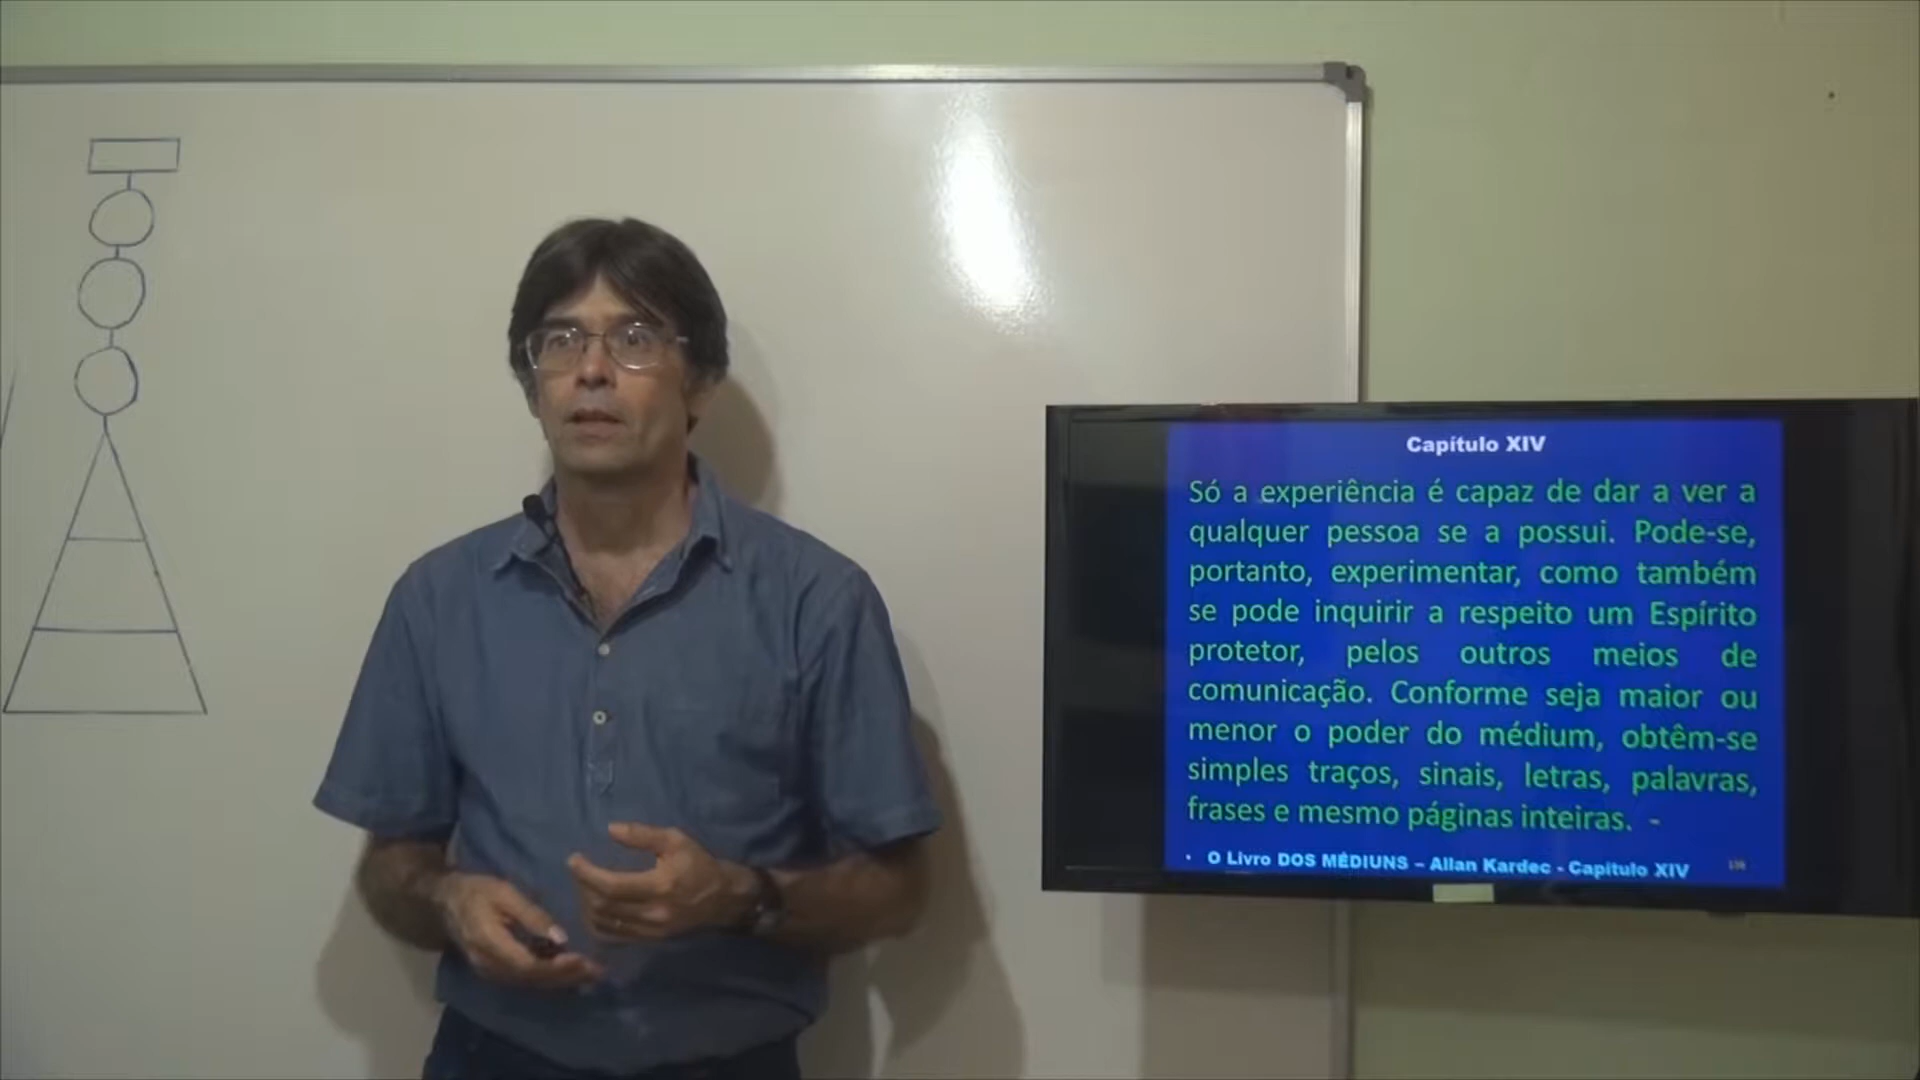 Capítulo XIV
Só a experiência é capaz de dar a ver a
qualquer pessoa se a possui. Pode-se,
portanto, experimentar, como também
se pode inquirir a respeito um Espírito
protetor, pelos outros meios de
comunicação. Conforme seja maior ou
menor o poder do médium, obtêm-se
simples traços, sinais, letras, palavras,
frases e mesmo páginas inteiras. -
• O Livro DOS MÉDIUNS – Allan Kardec - Capítulo XIV